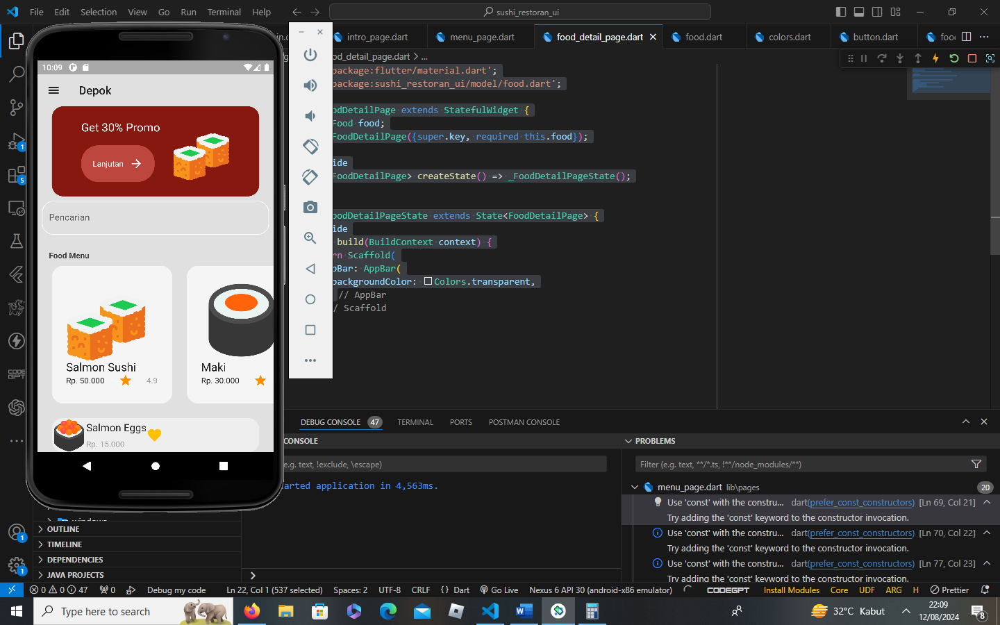 File Edit Selection View Go Run Terminal Help
sushi_restoran_ui
intro_page.dart
menu_page.dart
food_detail_page.dart
food.dart
colors.dart
button.dart
od_detail_page.dart > ...
package:flutter/material.dart';
package:sushi_restoran_ui/model/food.dart';
odDetailPage extends StatefulWidget {
Food food;
FoodDetailPage({super.key, required this.food});
ide
FoodDetailPage> createState() => _FoodDetailPageState();
odDetailPageState extends State<FoodDetailPage> {
ide
build(BuildContext context) {
rn Scaffold(
pBar: AppBar(
backgroundColor: Colors.transparent,
// AppBar
/ Scaffold
10:09
Depok
Get 30% Promo
Lanjutan
Pencarian
Food Menu
Salmon Sushi
Rp. 50.000
4.9
Maki
Rp. 30.000
Salmon Eggs
Rp. 15.000
DEBUG CONSOLE 47 TERMINAL PORTS POSTMAN CONSOLE
CONSOLE
e.g. text, !exclude, \escape)
tarted application in 4,563ms.
PROBLEMS
Filter (e.g. text, **/*.ts, !**/node_modules/**)
menu_page.dart lib\pages 20
Use 'const' with the constru... dart(prefer_const_constructors) [Ln 69, Col 21]
Try adding the 'const' keyword to the constructor invocation.
Use 'const' with the constru... dart(prefer_const_constructors) [Ln 70, Col 22]
Try adding the 'const' keyword to the constructor invocation.
Use 'const' with the constru... dart(prefer_const_constructors) [Ln 77, Col 23]
Try adding the 'const' keyword to the constructor invocation.
windows
OUTLINE
TIMELINE
DEPENDENCIES
JAVA PROJECTS
0 0 47 0 Debug my code Ln 22, Col 1 (537 selected) Spaces: 2 UTF-8 CRLF {} Dart Go Live Nexus 6 API 30 (android-x86 emulator) CODEGPT Install Modules Core UDF ARG H Prettier
Type here to search
32°C Kabut
22:09
12/08/2024
8